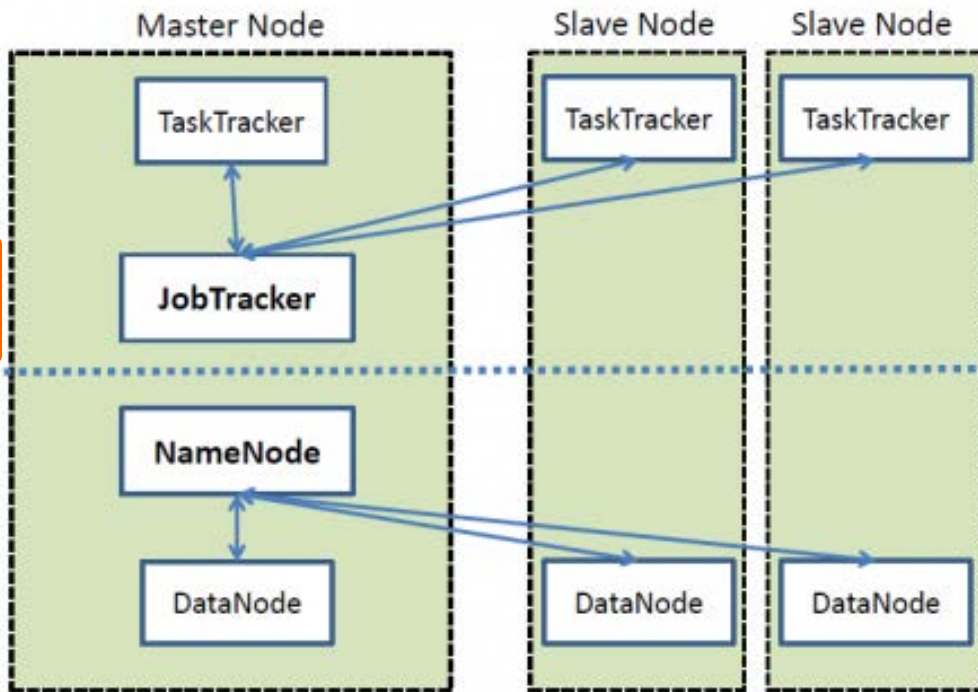 Master Node
Slave Node
Slave Node
TaskTracker
TaskTracker
TaskTracker
JobTracker
NameNode
DataNode
DataNode
DataNode